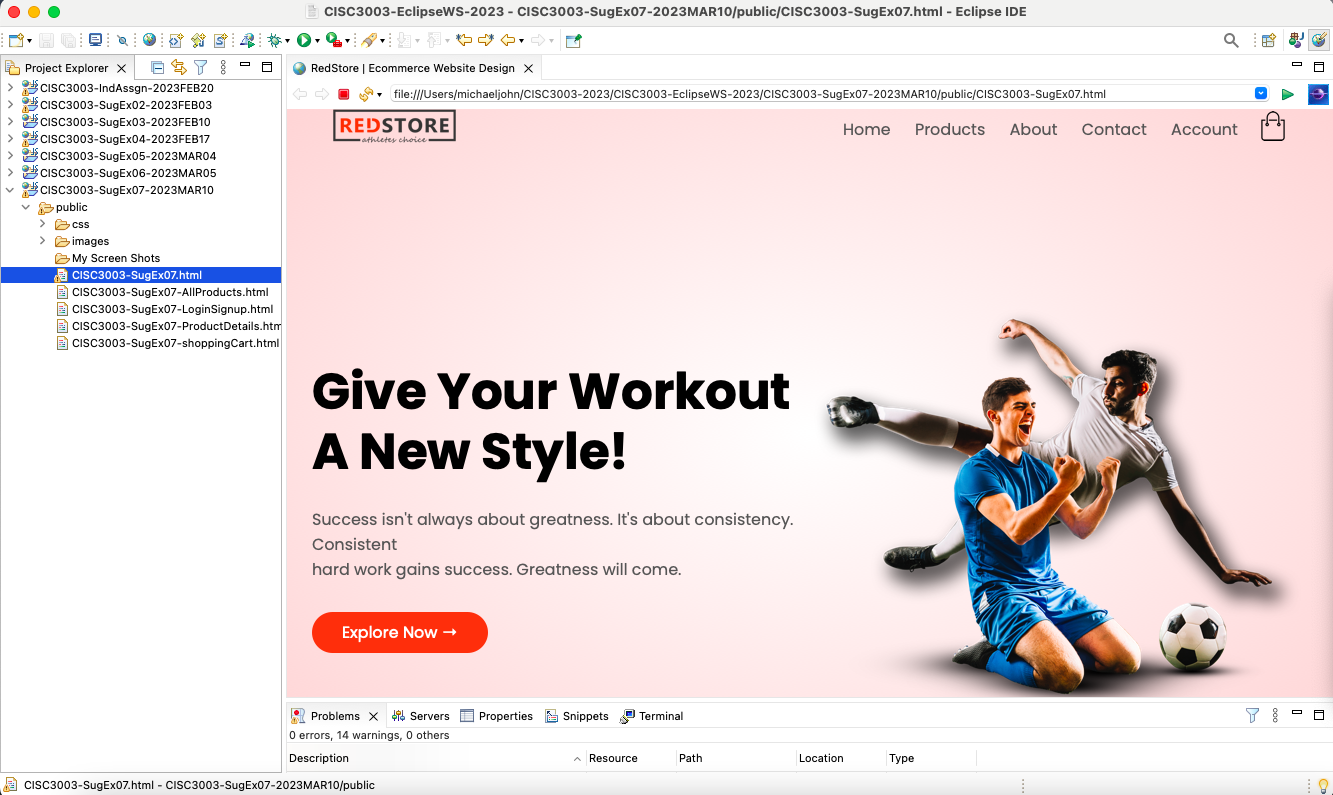 CISC3003-EclipseWS-2023 - CISC3003-SugEx07-2023MAR10/public/CISC3003-SugEx07.html - Eclipse IDE
Project Explorer
CISC3003-IndAssgn-2023FEB20
CISC3003-SugEx02-2023FEB03
CISC3003-SugEx03-2023FEB10
CISC3003-SugEx04-2023FEB17
CISC3003-SugEx05-2023MAR04
CISC3003-SugEx06-2023MAR05
CISC3003-SugEx07-2023MAR10
public
css
images
My Screen Shots
CISC3003-SugEx07.html
CISC3003-SugEx07-AllProducts.html
CISC3003-SugEx07-LoginSignup.html
CISC3003-SugEx07-ProductDetails.htm
CISC3003-SugEx07-shoppingCart.html
RedStore | Ecommerce Website Design
file:///Users/michaeljohn/CISC3003-2023/CISC3003-EclipseWS-2023/CISC3003-SugEx07-2023MAR10/public/CISC3003-SugEx07.html
REDSTORE
athletes choice
Home Products About Contact Account
Give Your Workout
A New Style!
Success isn't always about greatness. It's about consistency.
Consistent
hard work gains success. Greatness will come.
Explore Now →
Problems Servers Properties Snippets Terminal
0 errors, 14 warnings, 0 others
Description Resource Path Location Type
CISC3003-SugEx07.html - CISC3003-SugEx07-2023MAR10/public